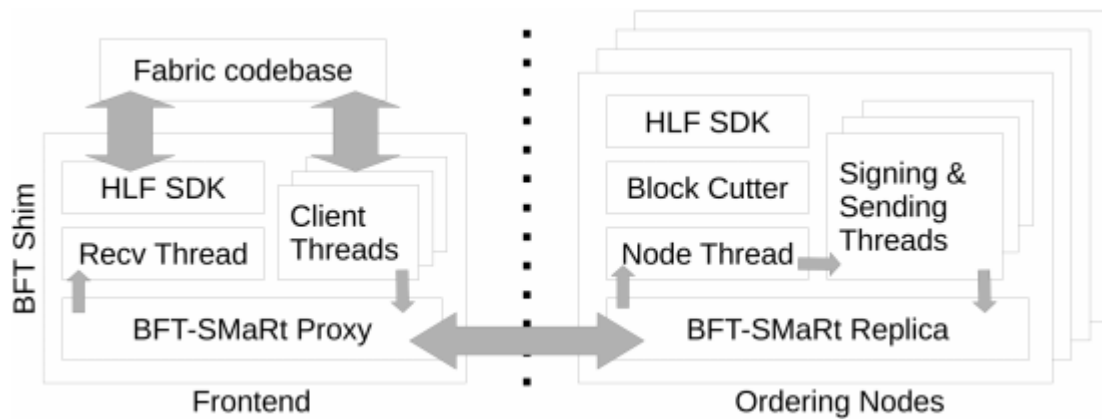 Fabric codebase
BFT Shim
HLF SDK
Recv Thread
Client
Threads
BFT-SMaRt Proxy
Frontend
HLF SDK
Block Cutter
Node Thread
Signing &
Sending
Threads
BFT-SMaRt Replica
Ordering Nodes